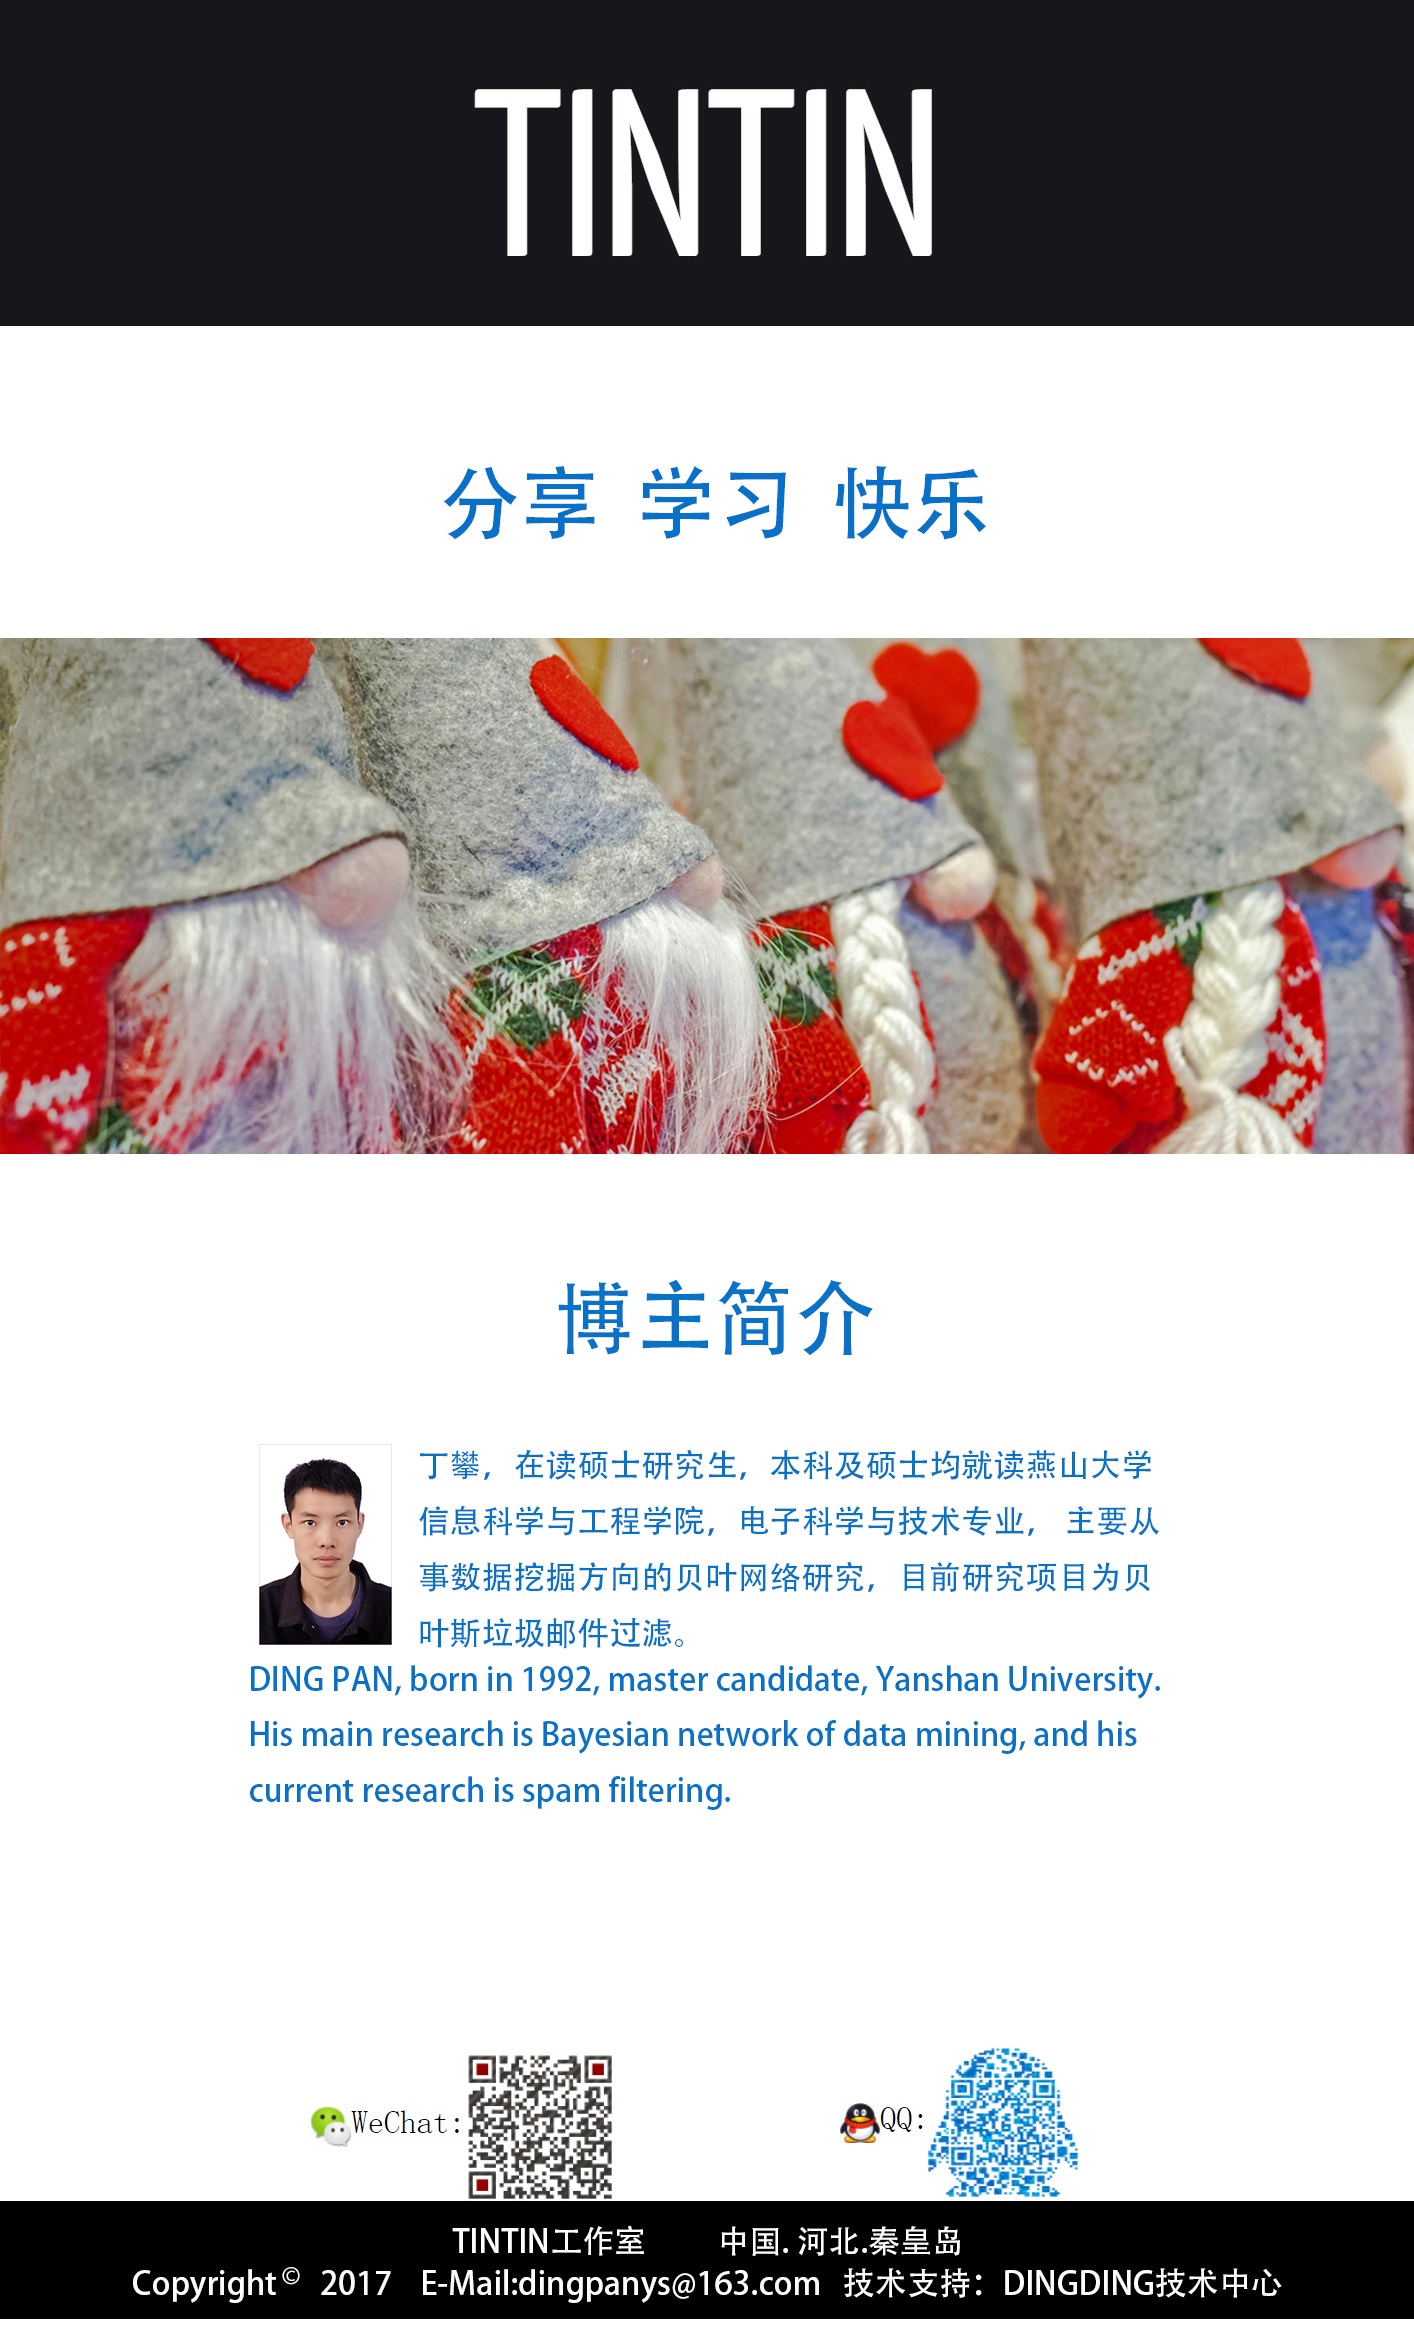 TINTIN
分享 学习 快乐
博主简介
丁攀，在读硕士研究生，本科及硕士均就读燕山大学
信息科学与工程学院，电子科学与技术专业， 主要从
事数据挖掘方向的贝叶网络研究，目前研究项目为贝
叶斯垃圾邮件过滤。
DING PAN, born in 1992, master candidate, Yanshan University.
His main research is Bayesian network of data mining, and his
current research is spam filtering.
WeChat: QQ:
TINTIN工作室 中国. 河北.秦皇岛
Copyright © 2017 E-Mail:dingpanys@163.com 技术支持：DINGDING技术中心